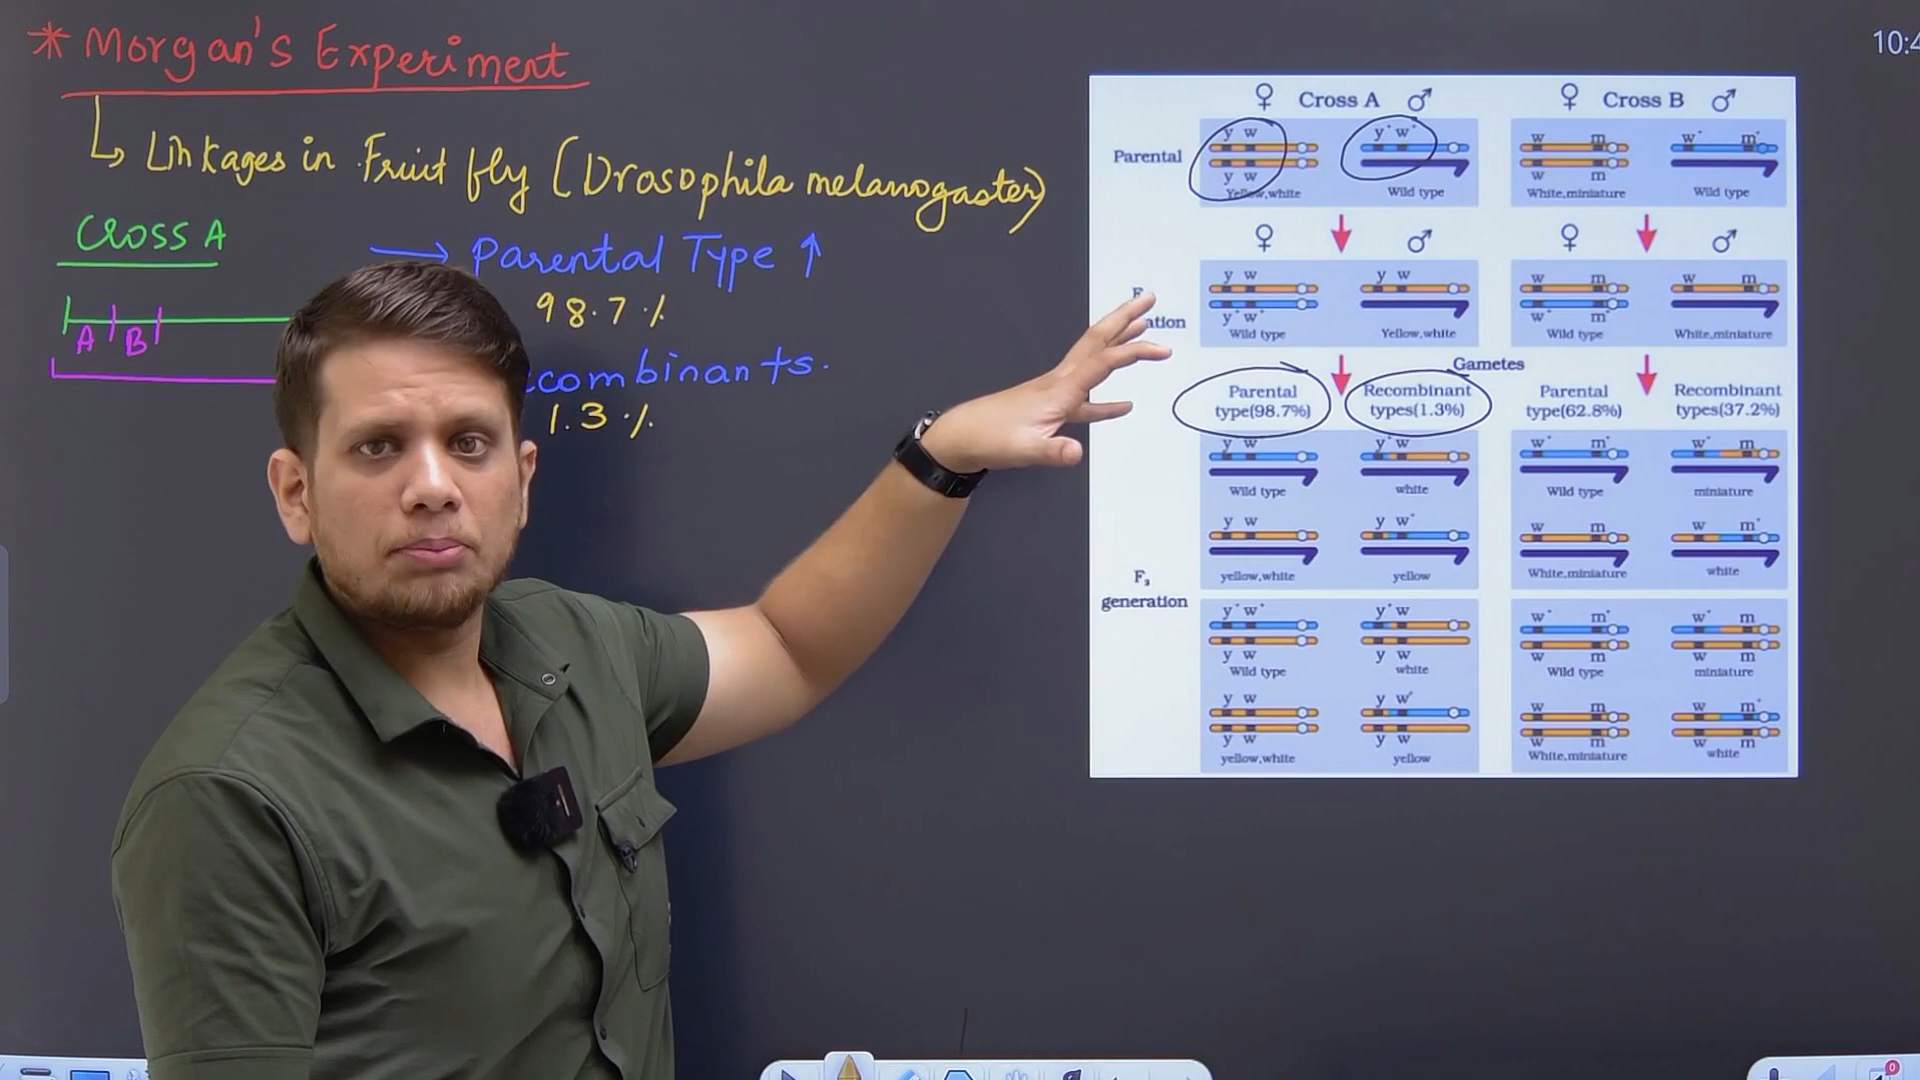 * Morgan's Experiment
Linkages in Fruit fly (Drosophila melanogaster)
Cross A
Parental Type ↑
98.7 %
A B
combinants.
1.3 %
10:4
♀ Cross A ♂
♀ Cross B ♂
Parental
y w
y⁺ w⁺
w m
w⁺ m⁺
y w
w m
Yellow,white
Wild type
White,miniature
Wild type
♀ ♂
♀ ♂
F
ation
y w
y w
w m
w m
y⁺ w⁺
w⁺ m⁺
Wild type
Yellow,white
Wild type
White,miniature
Gametes
Parental type(98.7%)
Recombinant types(1.3%)
Parental type(62.8%)
Recombinant types(37.2%)
y w
y⁺ w
w⁺ m⁺
w⁺ m
Wild type
white
Wild type
miniature
y w
y w⁺
w m
w m⁺
yellow,white
yellow
White,miniature
white
generation
y⁺ w⁺
y⁺ w
w⁺ m⁺
w⁺ m
y w
y w
w m
w m
Wild type
white
Wild type
miniature
y w
y w⁺
w m
w m⁺
y w
y w
w m
w m
yellow,white
yellow
White,miniature
white